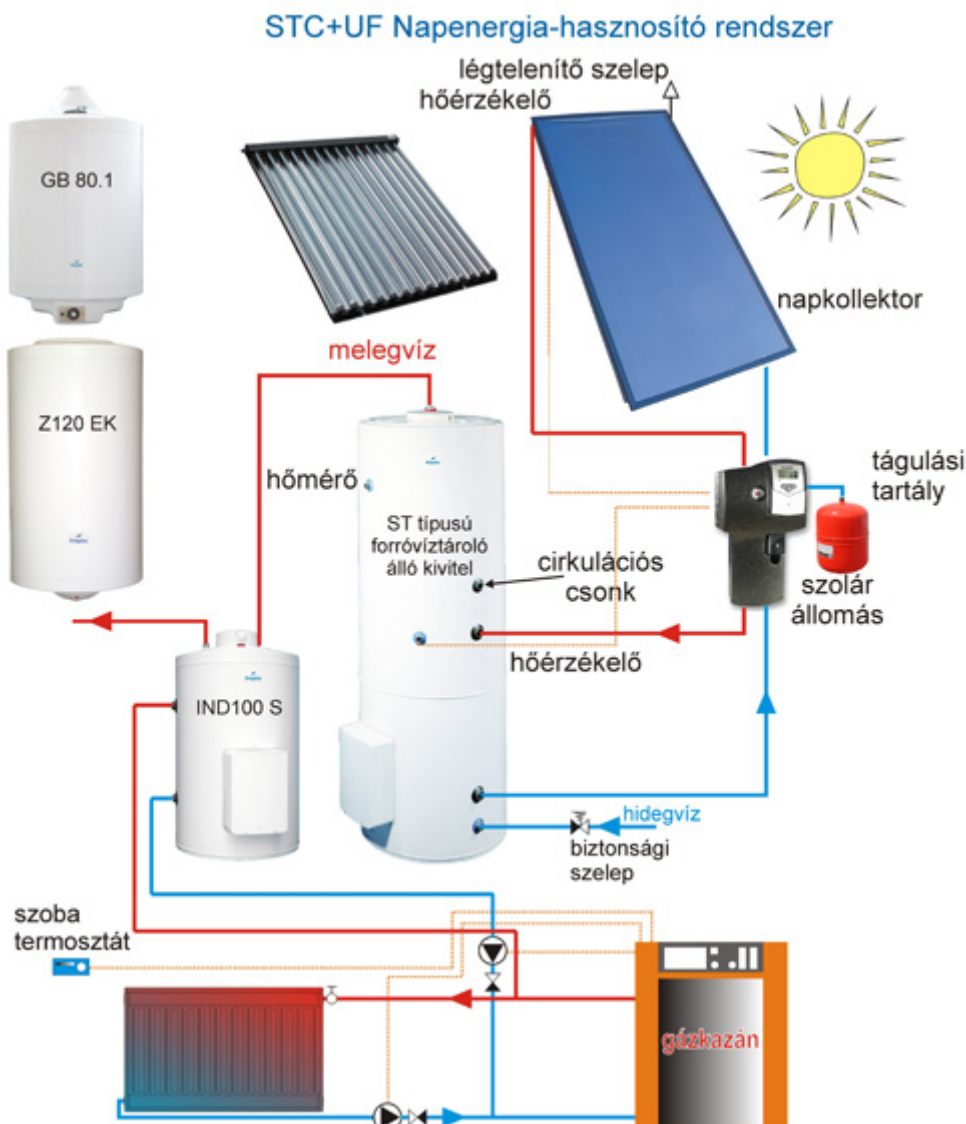 STC+UF Napenergia-hasznosító rendszer
légtelenítő szelep
hőérzékelő
GB 80.1
napkollektor
melegvíz
Z120 EK
hőmérő
tágulási
tartály
ST típusú
forróvíztároló
álló kivitel
cirkulációs
csonk
szolár
állomás
hőérzékelő
IND100 S
hidegvíz
biztonsági
szelep
szoba
termosztát
gázkazán